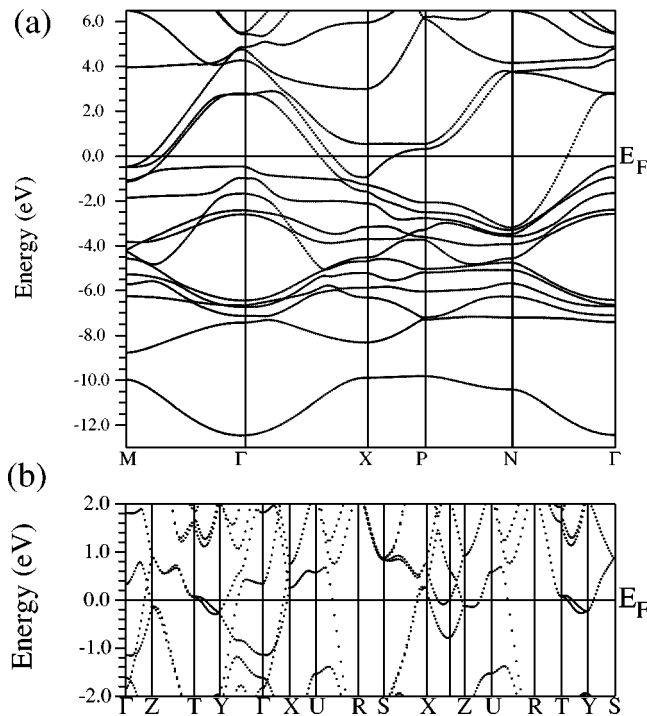 (a)
6.0
4.0
2.0
0.0
-2.0
-4.0
-6.0
-8.0
-10.0
-12.0
Energy (eV)
E_F
M Γ X P N Γ
(b)
2.0
1.0
0.0
-1.0
-2.0
Energy (eV)
E_F
Γ Z T Y Γ X U R S X Z U R T Y S